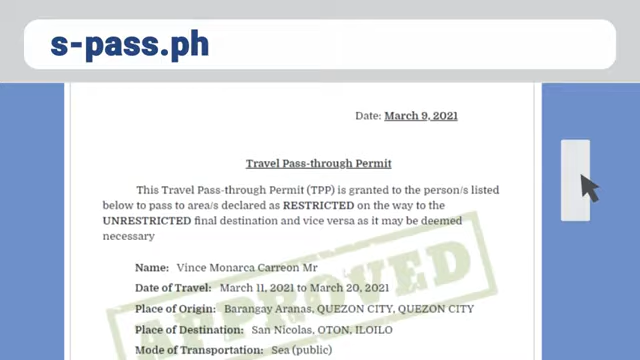 s-pass.ph
Date: March 9, 2021
Travel Pass-through Permit
This Travel Pass-through Permit (TPP) is granted to the person/s listed
below to pass to area/s declared as RESTRICTED on the way to the
UNRESTRICTED final destination and vice versa as it may be deemed
necessary
APPROVED
Name: Vince Monarca Carreon Mr
Date of Travel: March 11, 2021 to March 20, 2021
Place of Origin: Barangay Aranas, QUEZON CITY, QUEZON CITY
Place of Destination: San Nicolas, OTON, ILOILO
Mode of Transportation: Sea (public)